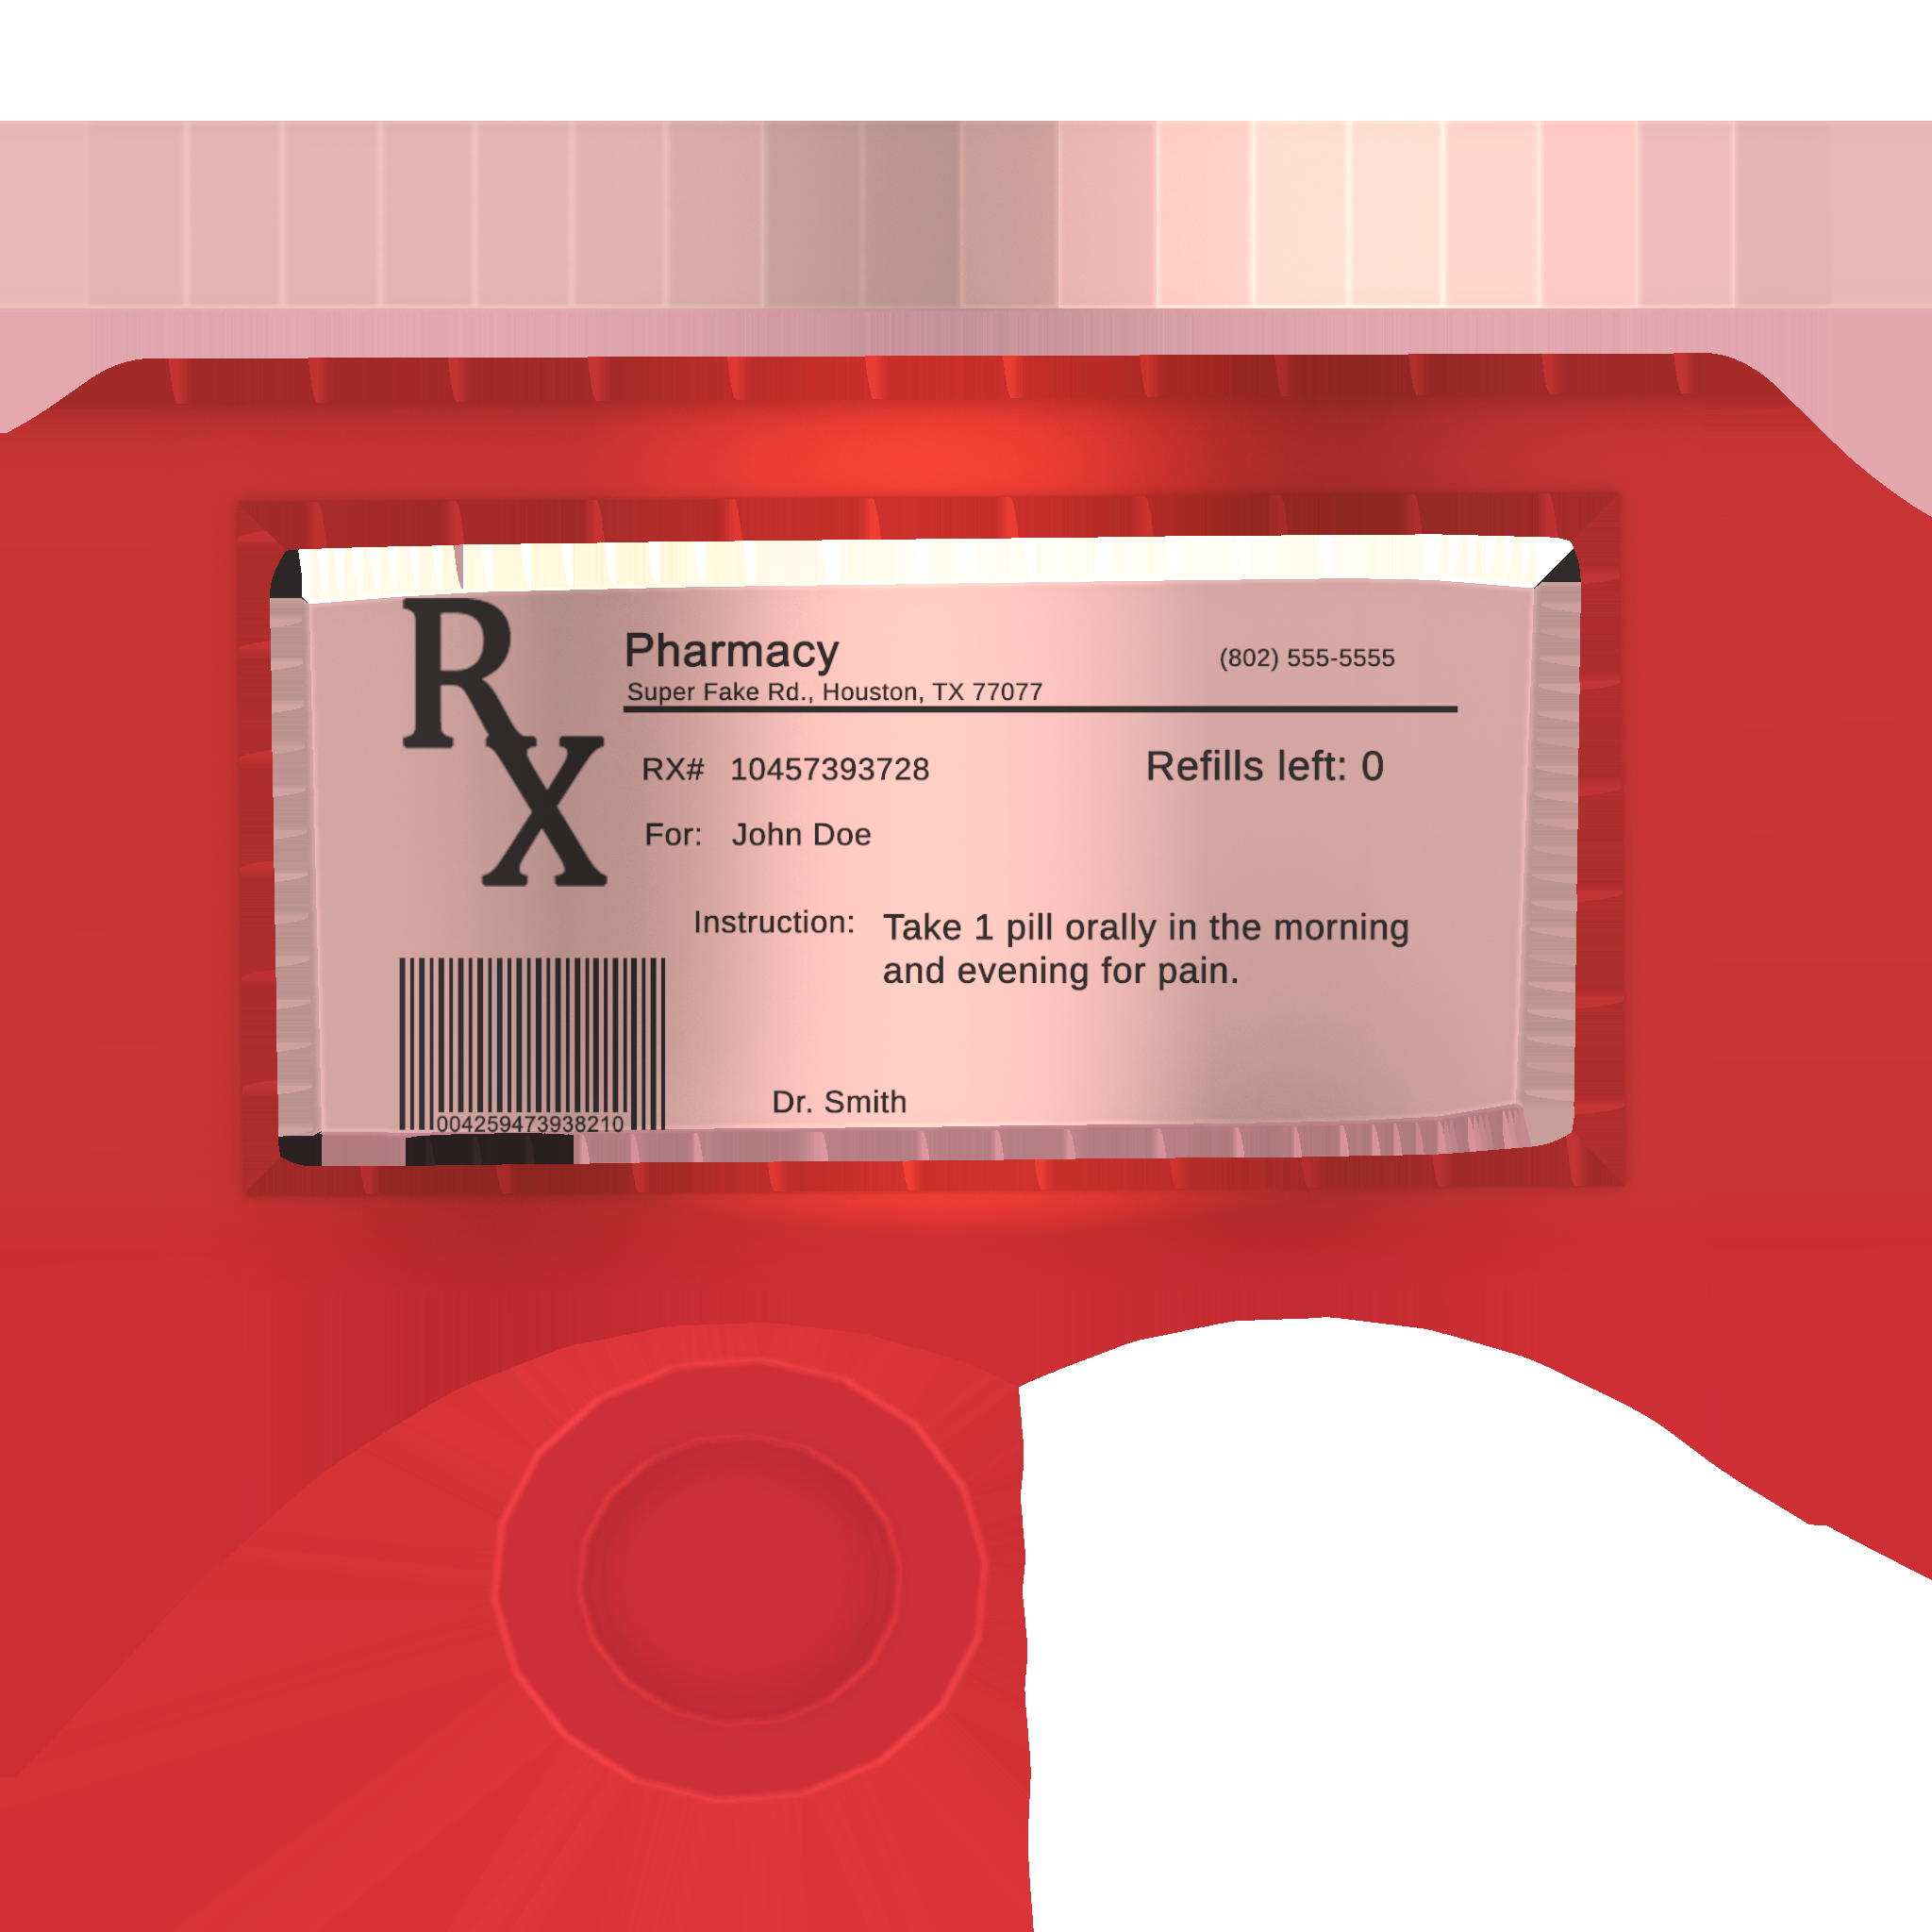 Rx
Pharmacy
(802) 555-5555
Super Fake Rd., Houston, TX 77077
RX# 10457393728
Refills left: 0
For: John Doe
Instruction: Take 1 pill orally in the morning
and evening for pain.
004259473938210
Dr. Smith